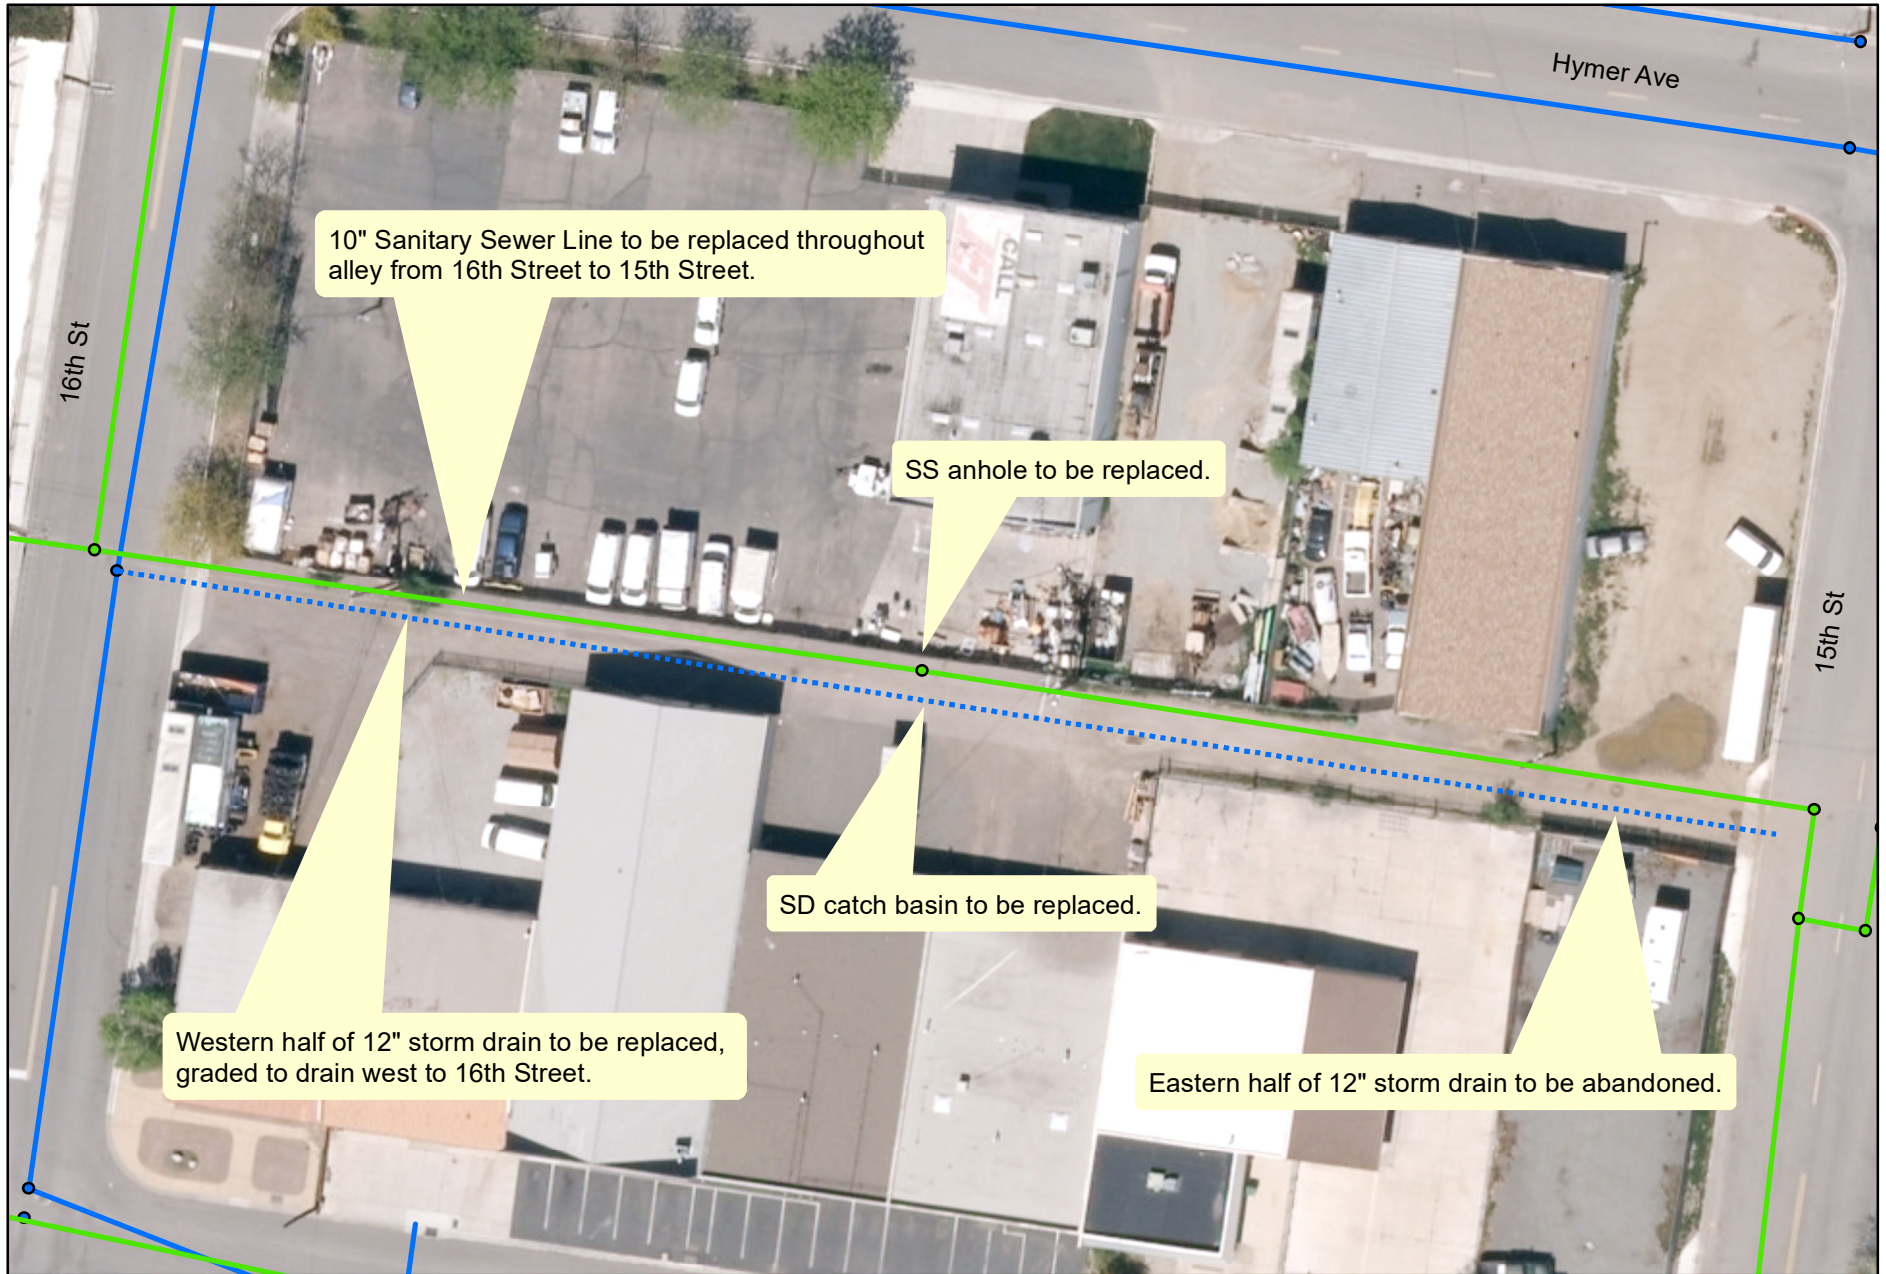 Hymer Ave
10" Sanitary Sewer Line to be replaced throughout
alley from 16th Street to 15th Street.
CALL
16th St
SS anhole to be replaced.
15th St
SD catch basin to be replaced.
Western half of 12" storm drain to be replaced,
graded to drain west to 16th Street.
Eastern half of 12" storm drain to be abandoned.